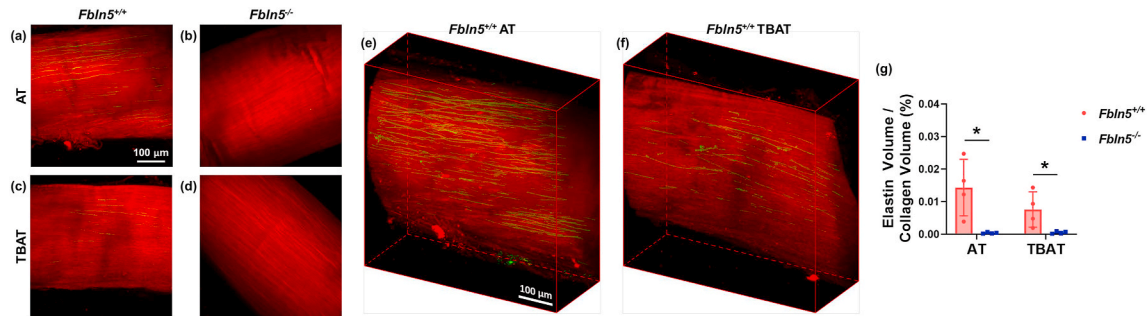 Fbln5+/+
Fbln5-/-
(a)
(b)
AT
100 μm
(c)
(d)
TBAT
Fbln5+/+ AT
(e)
100 μm
Fbln5+/+ TBAT
(f)
(g)
Elastin Volume /
Collagen Volume (%)
0.04
0.03
0.02
0.01
0.00
*
*
AT
TBAT
Fbln5+/+
Fbln5-/-